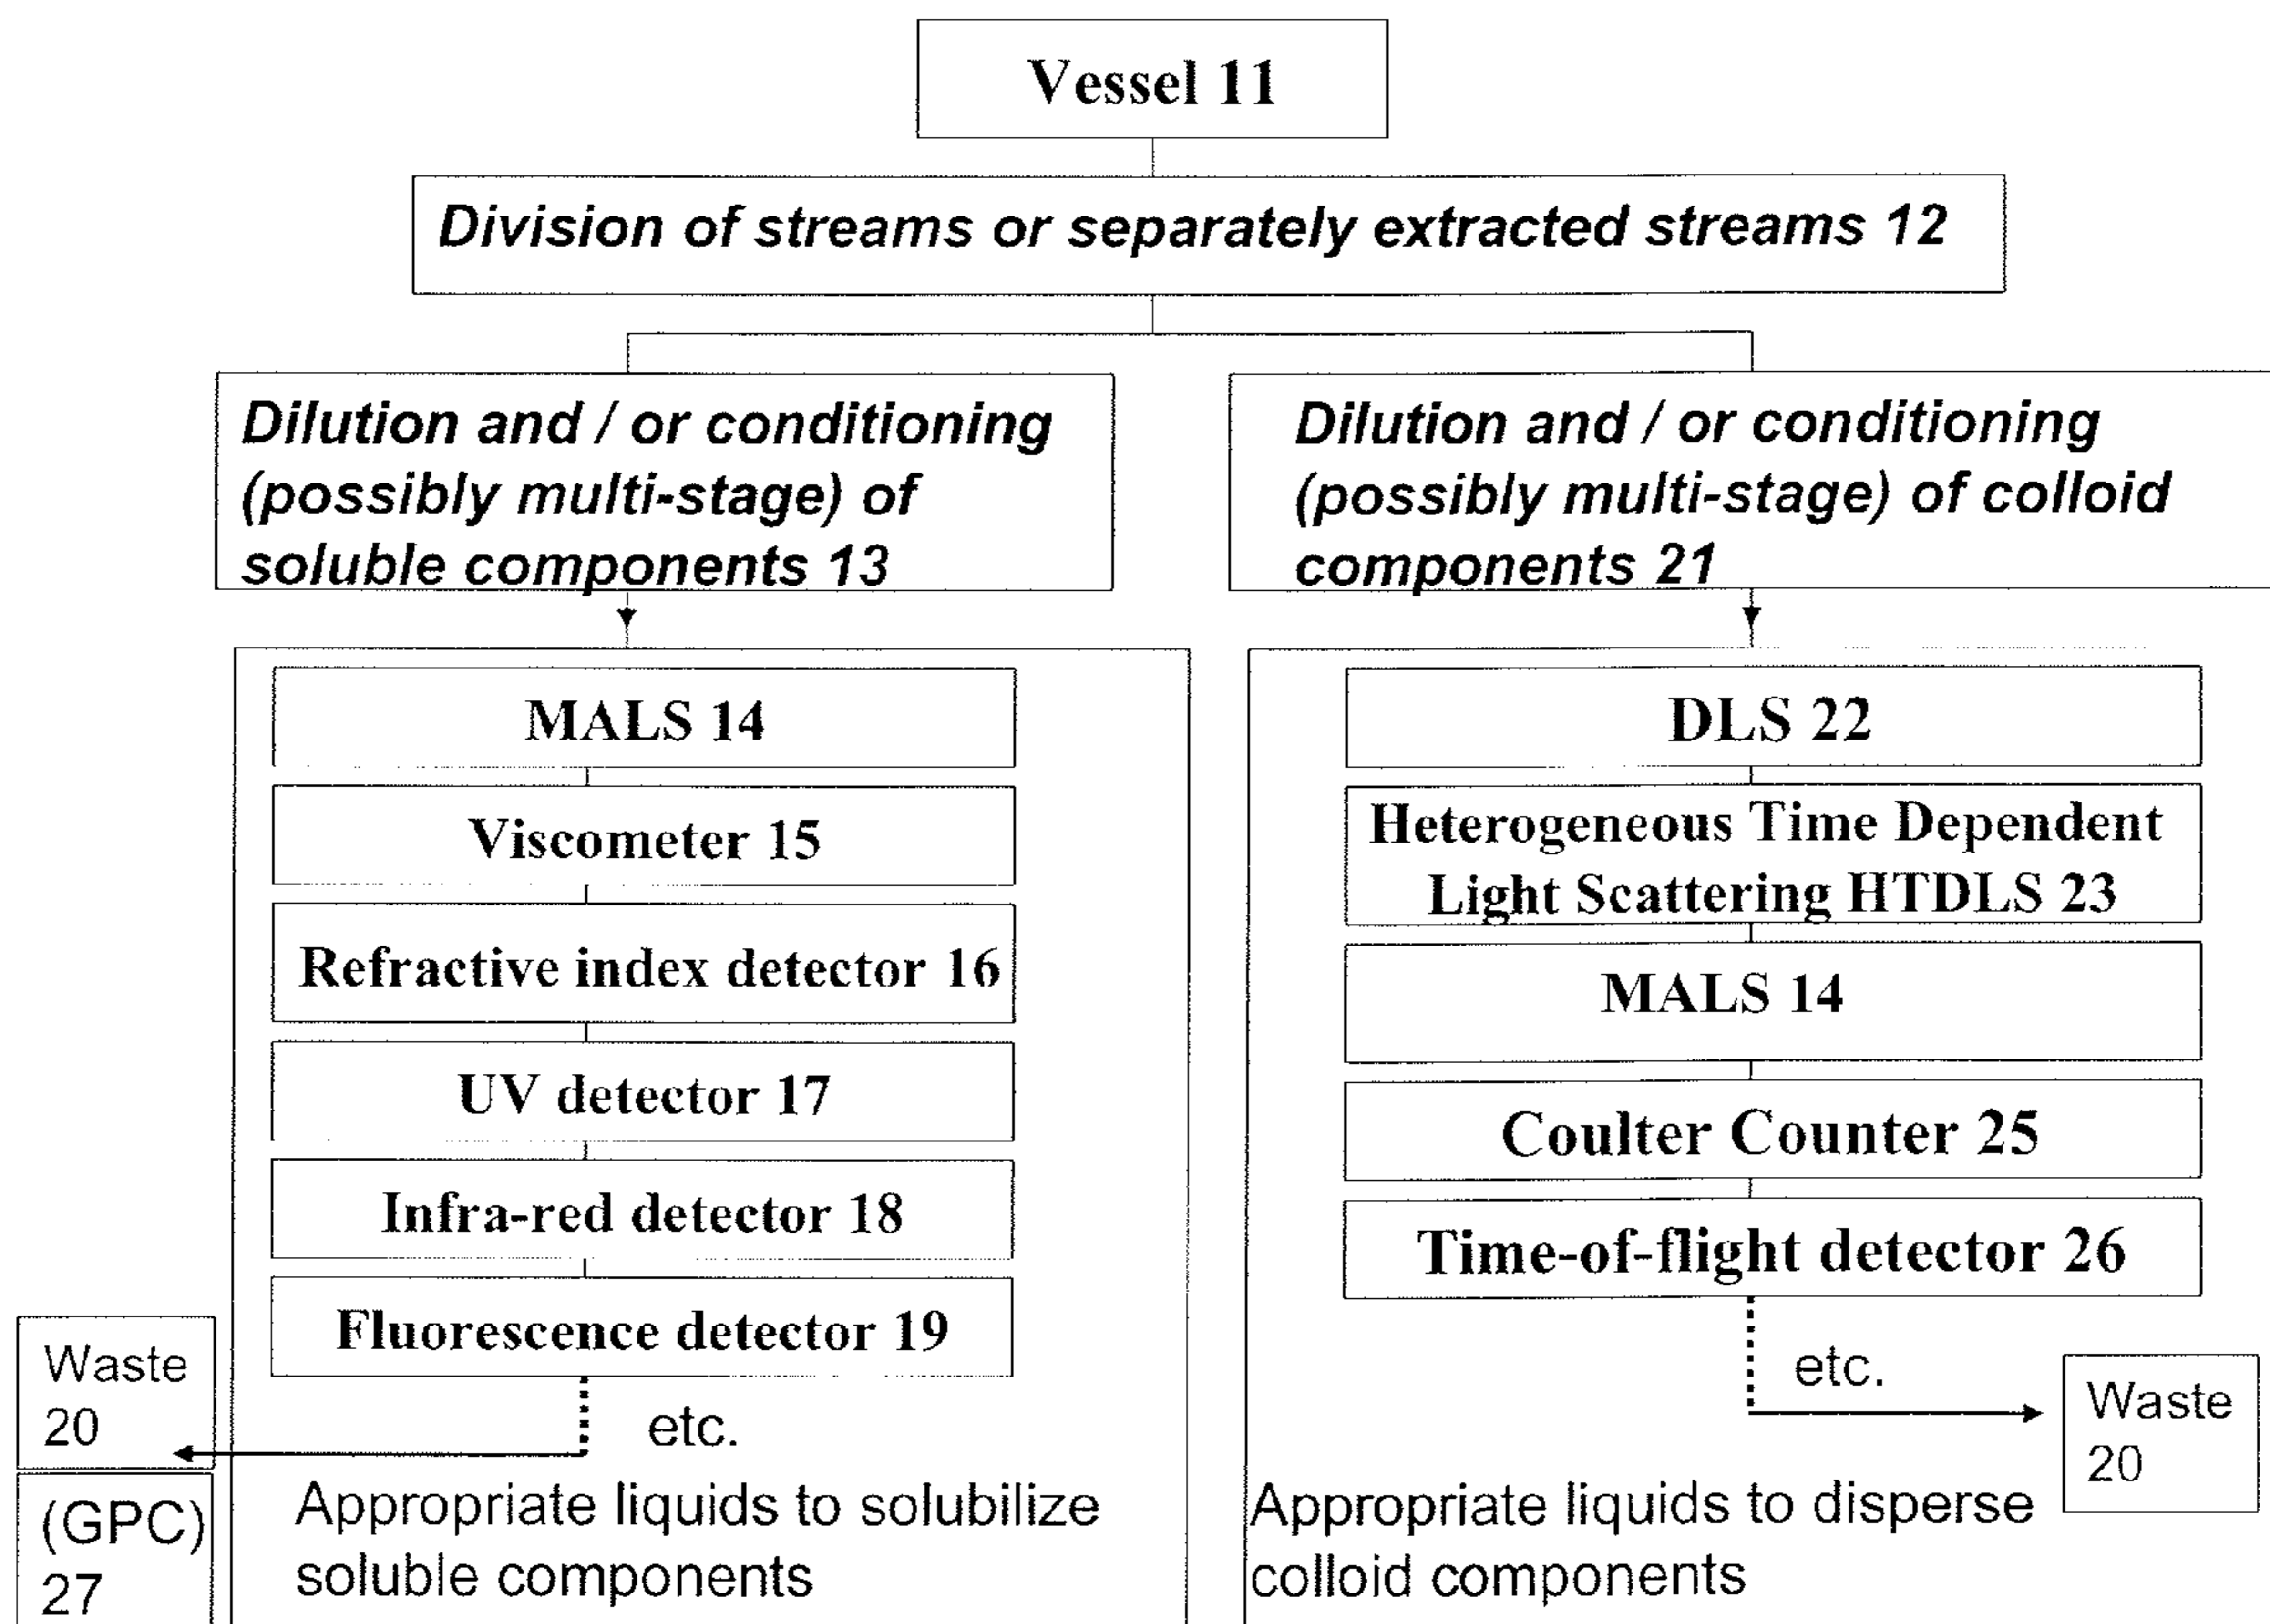 Vessel 11
Division of streams or separately extracted streams 12
Dilution and / or conditioning
(possibly multi-stage) of
soluble components 13
Dilution and / or conditioning
(possibly multi-stage) of colloid
components 21
MALS 14
Viscometer 15
Refractive index detector 16
UV detector 17
Infra-red detector 18
Fluorescence detector 19
etc.
Waste
20
(GPC)
27
Appropriate liquids to solubilize
soluble components
DLS 22
Heterogeneous Time Dependent
Light Scattering HTDLS 23
MALS 14
Coulter Counter 25
Time-of-flight detector 26
etc.
Waste
20
Appropriate liquids to disperse
colloid components